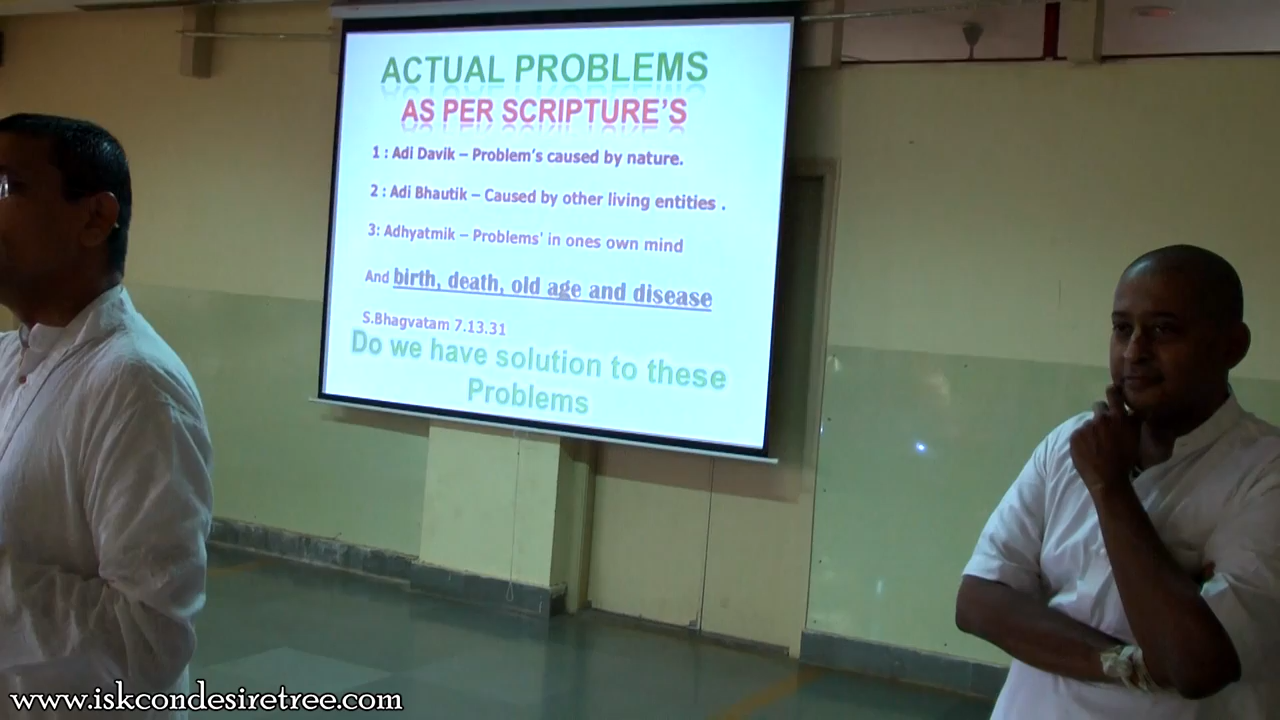 ACTUAL PROBLEMS
AS PER SCRIPTURE'S
1 : Adi Davik – Problem's caused by nature.
2 : Adi Bhautik – Caused by other living entities .
3: Adhyatmik – Problems' in ones own mind
And birth, death, old age and disease
S.Bhagvatam 7.13.31
Do we have solution to these
Problems
www.iskcondesiretree.com